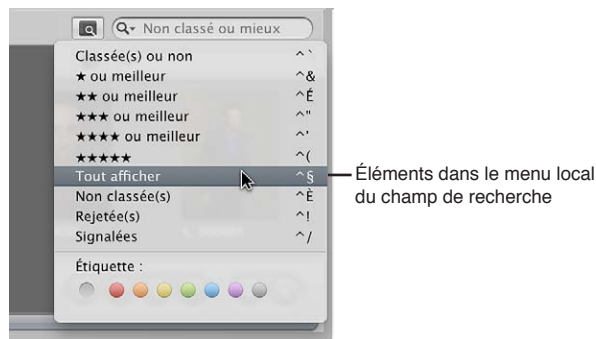 Non classé ou mieux
Classée(s) ou non ^`
★ ou meilleur ^&
★★ ou meilleur ^É
★★★ ou meilleur ^"
★★★★ ou meilleur ^'
★★★★★ ^(
Tout afficher ^§
Non classée(s) ^È
Rejetée(s) ^!
Signalées ^/
Étiquette :
Éléments dans le menu local
du champ de recherche